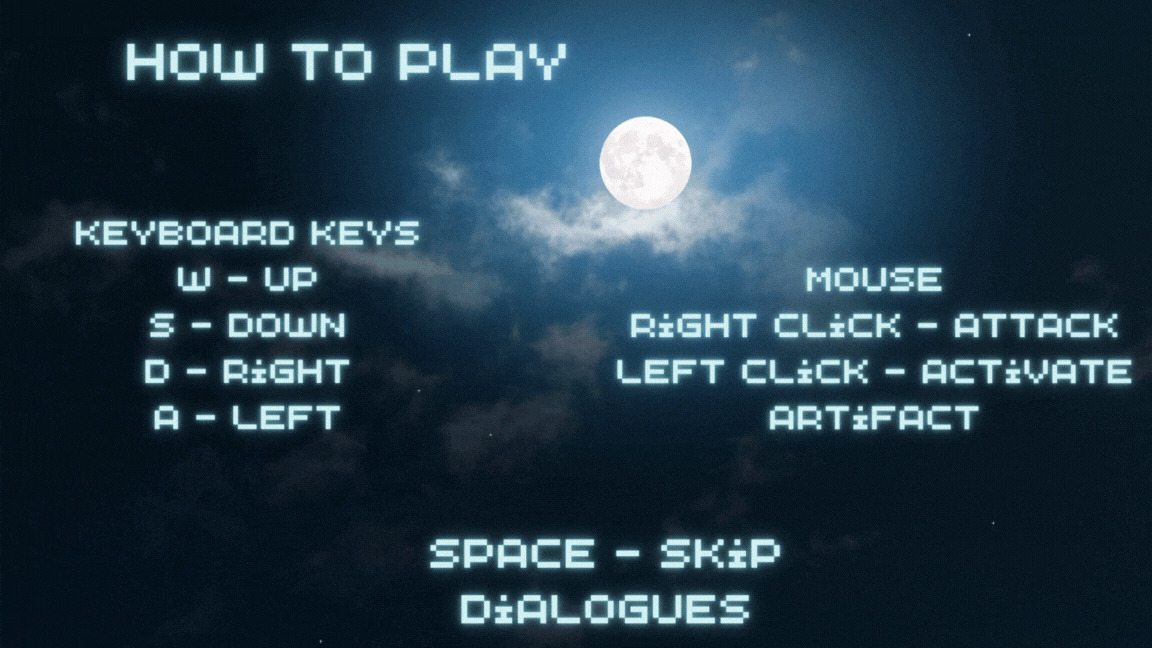 HOW TO PLAY
KEYBOARD KEYS
W - UP
S - DOWN
D - RiGHT
A - LEFT
MOUSE
RiGHT CLiCK - ATTACK
LEFT CLiCK - ACTiVATE
ARTiFACT
SPACE - SKiP
DiALOGUES